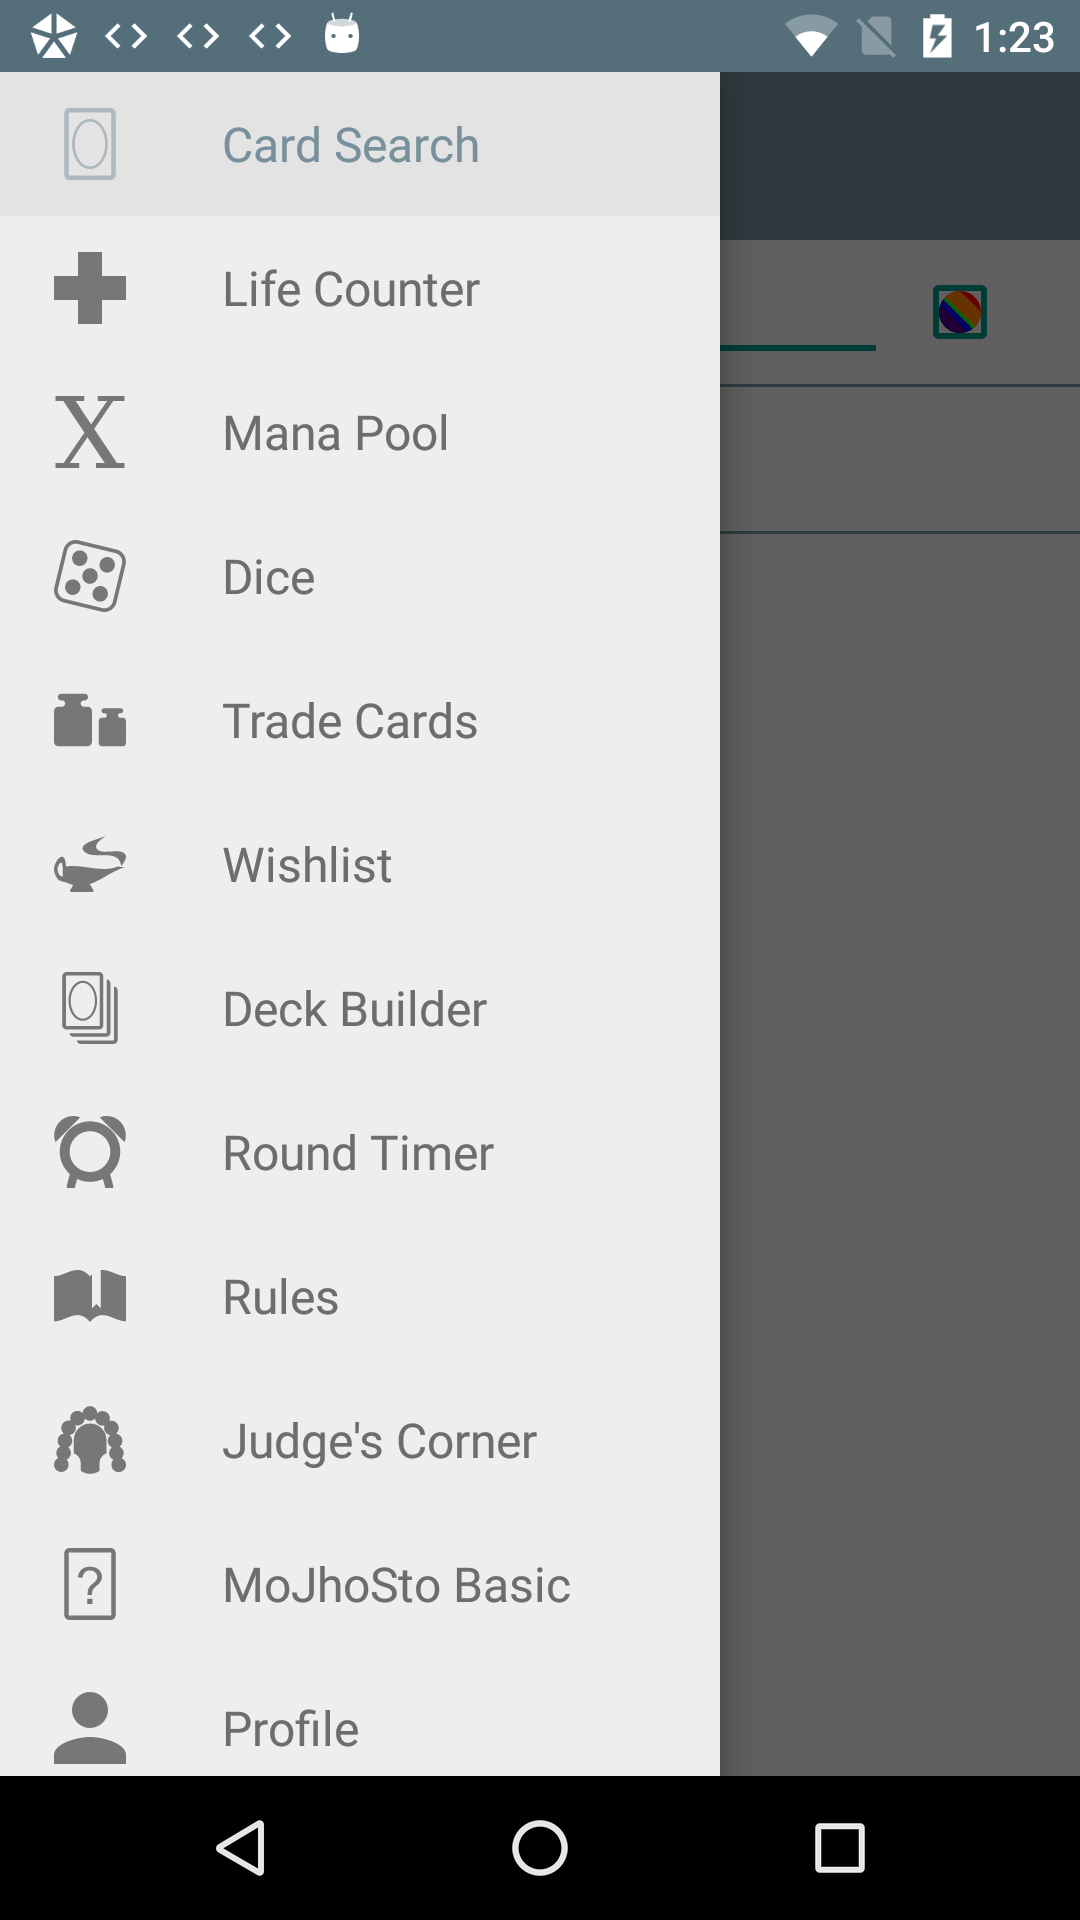 1:23
Card Search
Life Counter
X
Mana Pool
Dice
Trade Cards
Wishlist
Deck Builder
Round Timer
Rules
Judge's Corner
?
MoJhoSto Basic
Profile